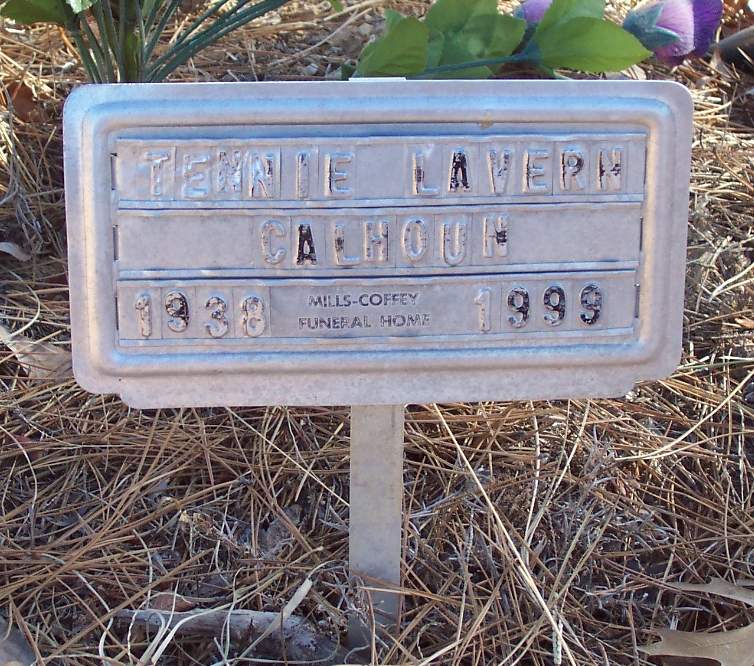 TENNIE LAVERN
CALHOUN
1938 MILLS-COFFEY FUNERAL HOME 1999